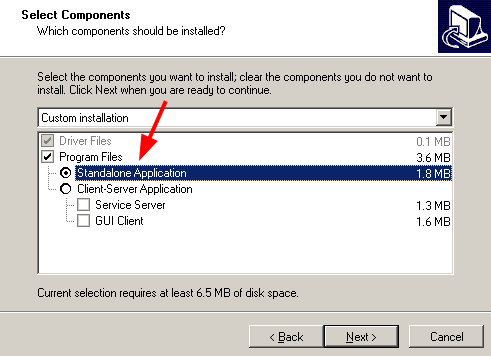 Select Components
Which components should be installed?
Select the components you want to install; clear the components you do not want to
install. Click Next when you are ready to continue.
Custom installation
Driver Files 0.1 MB
Program Files 3.6 MB
Standalone Application 1.8 MB
Client-Server Application
Service Server 1.3 MB
GUI Client 1.6 MB
Current selection requires at least 6.5 MB of disk space.
< Back Next > Cancel